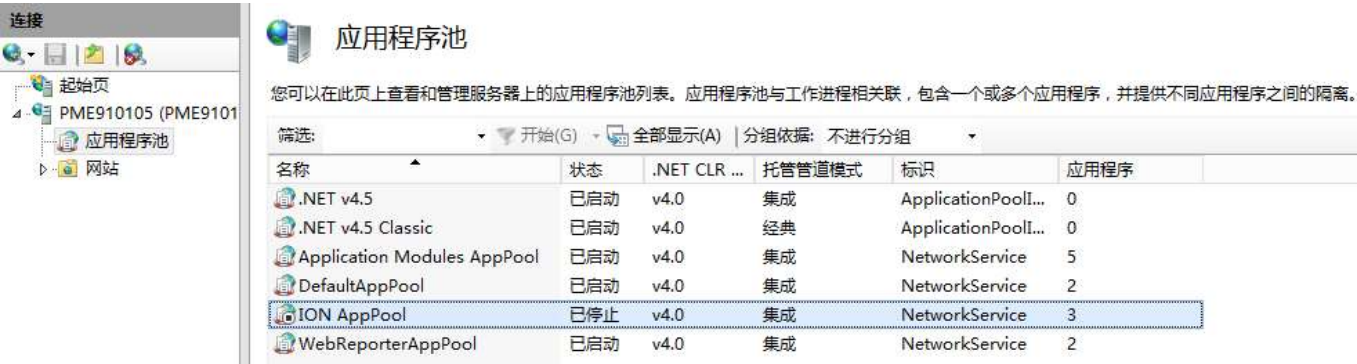 连接
起始页
PME910105 (PME9101
应用程序池
网站
应用程序池
您可以在此页上查看和管理服务器上的应用程序池列表。应用程序池与工作进程相关联，包含一个或多个应用程序，并提供不同应用程序之间的隔离。
筛选: 开始(G) 全部显示(A) 分组依据: 不进行分组
名称 状态 .NET CLR ... 托管管道模式 标识 应用程序
.NET v4.5 已启动 v4.0 集成 ApplicationPoolI... 0
.NET v4.5 Classic 已启动 v4.0 经典 ApplicationPoolI... 0
Application Modules AppPool 已启动 v4.0 集成 NetworkService 5
DefaultAppPool 已启动 v4.0 集成 NetworkService 2
ION AppPool 已停止 v4.0 集成 NetworkService 3
WebReporterAppPool 已启动 v4.0 集成 NetworkService 2